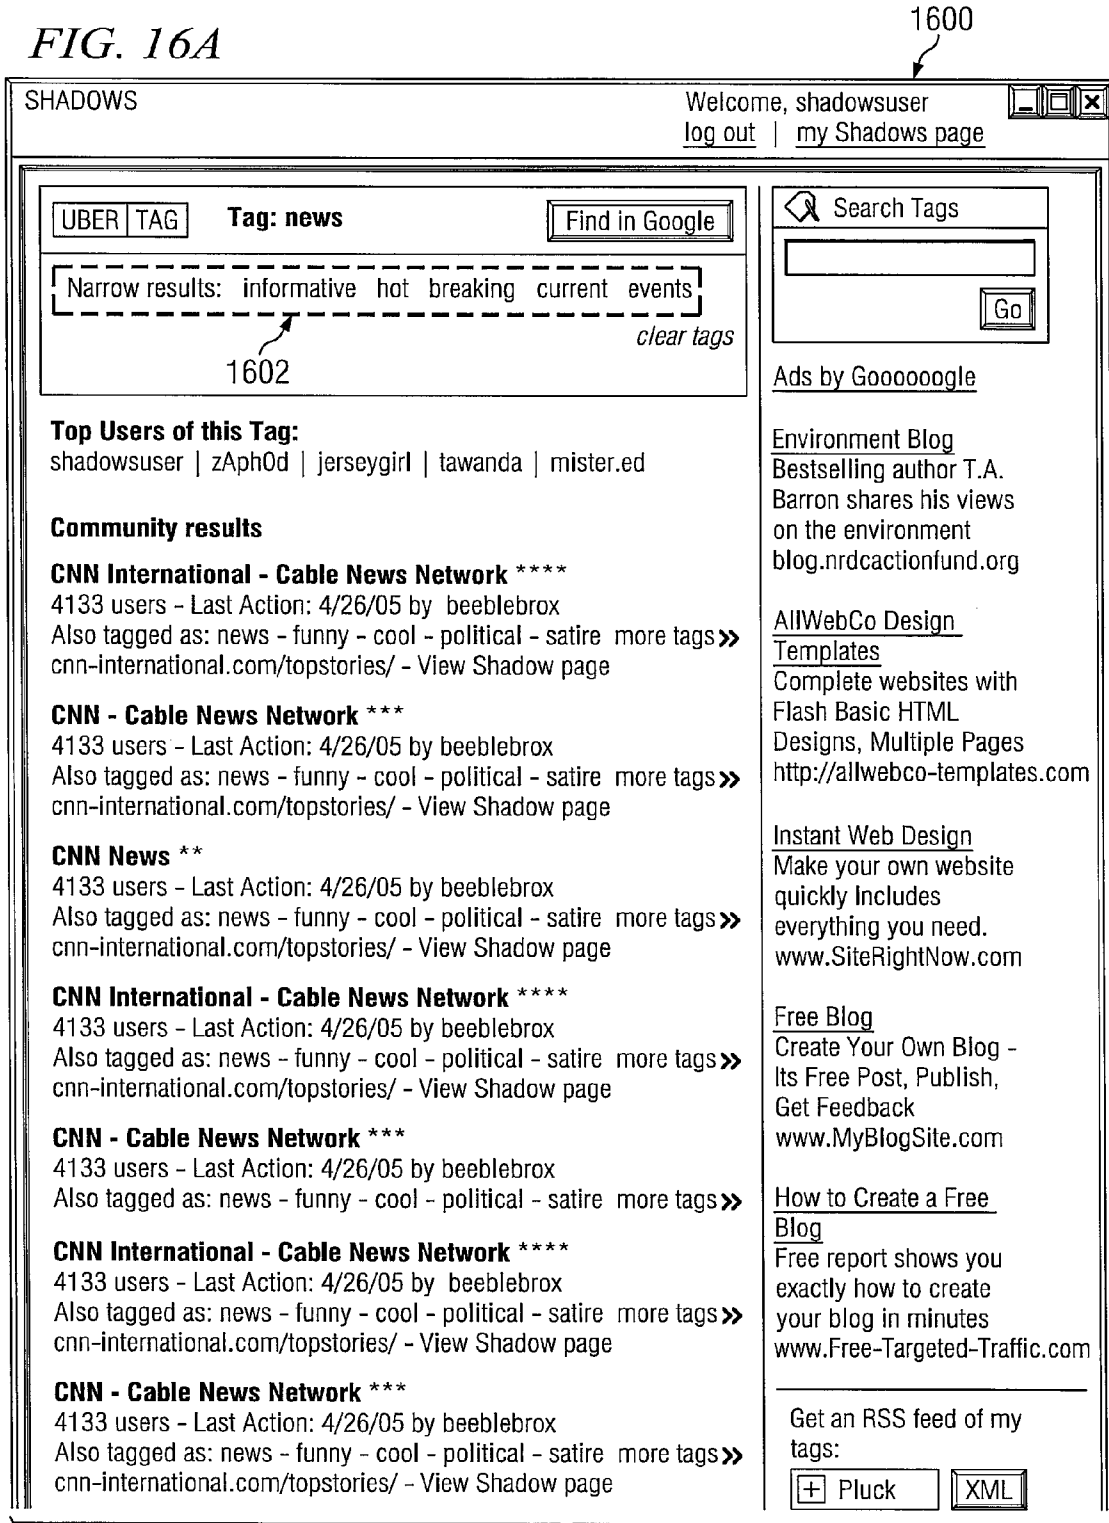 FIG. 16A
1600
SHADOWS
Welcome, shadowsuser
log out | my Shadows page
UBER TAG Tag: news Find in Google
Narrow results: informative hot breaking current events
clear tags
1602
Top Users of this Tag:
shadowsuser | zAph0d | jerseygirl | tawanda | mister.ed
Community results
CNN International - Cable News Network ****
4133 users - Last Action: 4/26/05 by beeblebrox
Also tagged as: news - funny - cool - political - satire more tags»
cnn-international.com/topstories/ - View Shadow page
CNN - Cable News Network ***
4133 users - Last Action: 4/26/05 by beeblebrox
Also tagged as: news - funny - cool - political - satire more tags»
cnn-international.com/topstories/ - View Shadow page
CNN News **
4133 users - Last Action: 4/26/05 by beeblebrox
Also tagged as: news - funny - cool - political - satire more tags»
cnn-international.com/topstories/ - View Shadow page
CNN International - Cable News Network ****
4133 users - Last Action: 4/26/05 by beeblebrox
Also tagged as: news - funny - cool - political - satire more tags»
cnn-international.com/topstories/ - View Shadow page
CNN - Cable News Network ***
4133 users - Last Action: 4/26/05 by beeblebrox
Also tagged as: news - funny - cool - political - satire more tags»
CNN International - Cable News Network ****
4133 users - Last Action: 4/26/05 by beeblebrox
Also tagged as: news - funny - cool - political - satire more tags»
cnn-international.com/topstories/ - View Shadow page
CNN - Cable News Network ***
4133 users - Last Action: 4/26/05 by beeblebrox
Also tagged as: news - funny - cool - political - satire more tags»
cnn-international.com/topstories/ - View Shadow page
Search Tags
Go
Ads by Goooooogle
Environment Blog
Bestselling author T.A.
Barron shares his views
on the environment
blog.nrdcactionfund.org
AllWebCo Design
Templates
Complete websites with
Flash Basic HTML
Designs, Multiple Pages
http://allwebco-templates.com
Instant Web Design
Make your own website
quickly Includes
everything you need.
www.SiteRightNow.com
Free Blog
Create Your Own Blog -
Its Free Post, Publish,
Get Feedback
www.MyBlogSite.com
How to Create a Free
Blog
Free report shows you
exactly how to create
your blog in minutes
www.Free-Targeted-Traffic.com
Get an RSS feed of my
tags:
+ Pluck XML